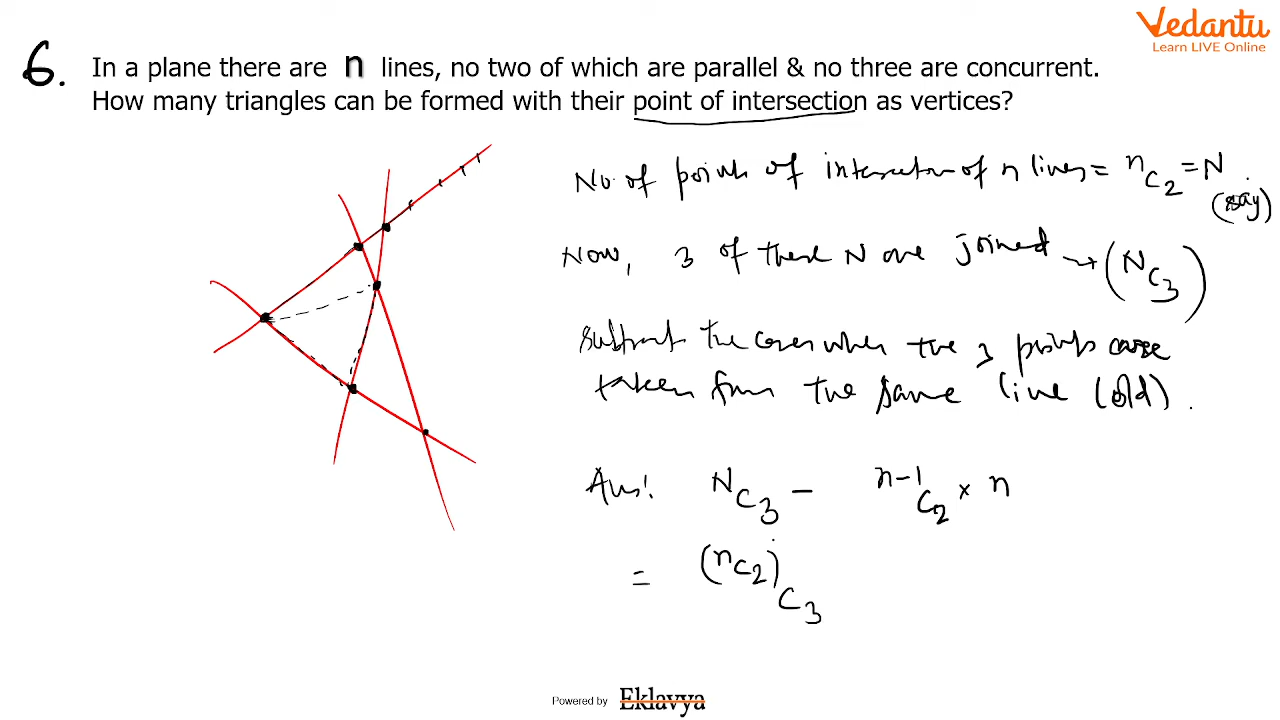 Vedantu
Learn LIVE Online
6.
In a plane there are n lines, no two of which are parallel & no three are concurrent.
How many triangles can be formed with their point of intersection as vertices?
No. of points of intersection of n lines = nC2 = N
(say)
Now, 3 of these N are joined → (NC3)
Subtract the cases when the 3 points are
taken from the same line (old).
Ans: NC3 − n−1C2 × n
= (nC2)C3
Powered by Eklavya